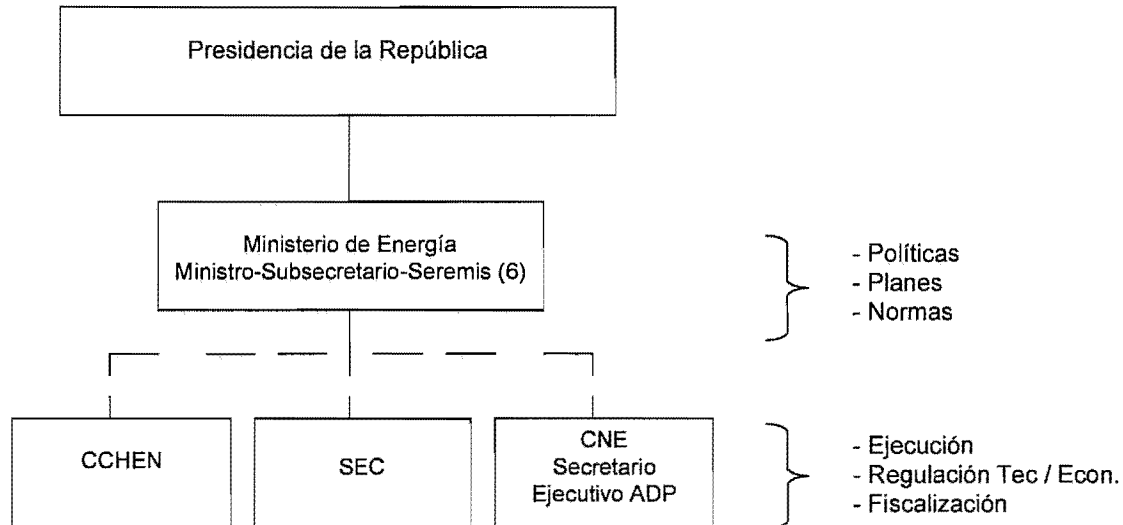 Presidencia de la República
Ministerio de Energía
Ministro-Subsecretario-Seremis (6)
- Políticas
- Planes
- Normas
CCHEN
SEC
CNE
Secretario
Ejecutivo ADP
- Ejecución
- Regulación Tec / Econ.
- Fiscalización